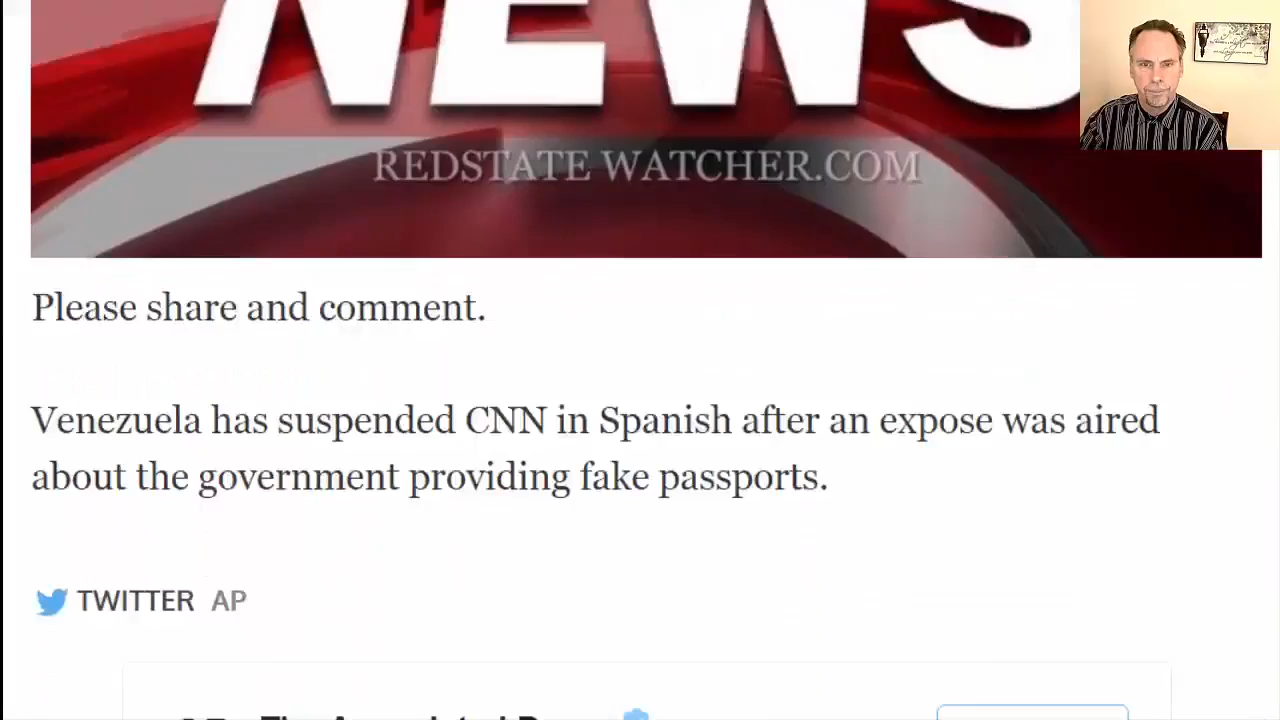 NEWS
REDSTATE WATCHER.COM
Please share and comment.
Venezuela has suspended CNN in Spanish after an expose was aired
about the government providing fake passports.
TWITTER AP